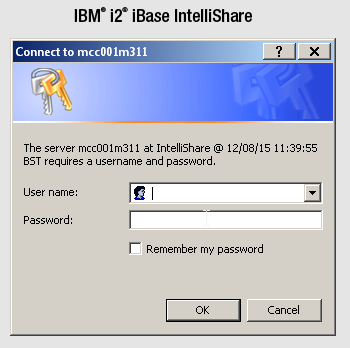 IBM® i2® iBase IntelliShare
Connect to mcc001m311
The server mcc001m311 at IntelliShare @ 12/08/15 11:39:55
BST requires a username and password.
User name:
Password:
Remember my password
OK Cancel